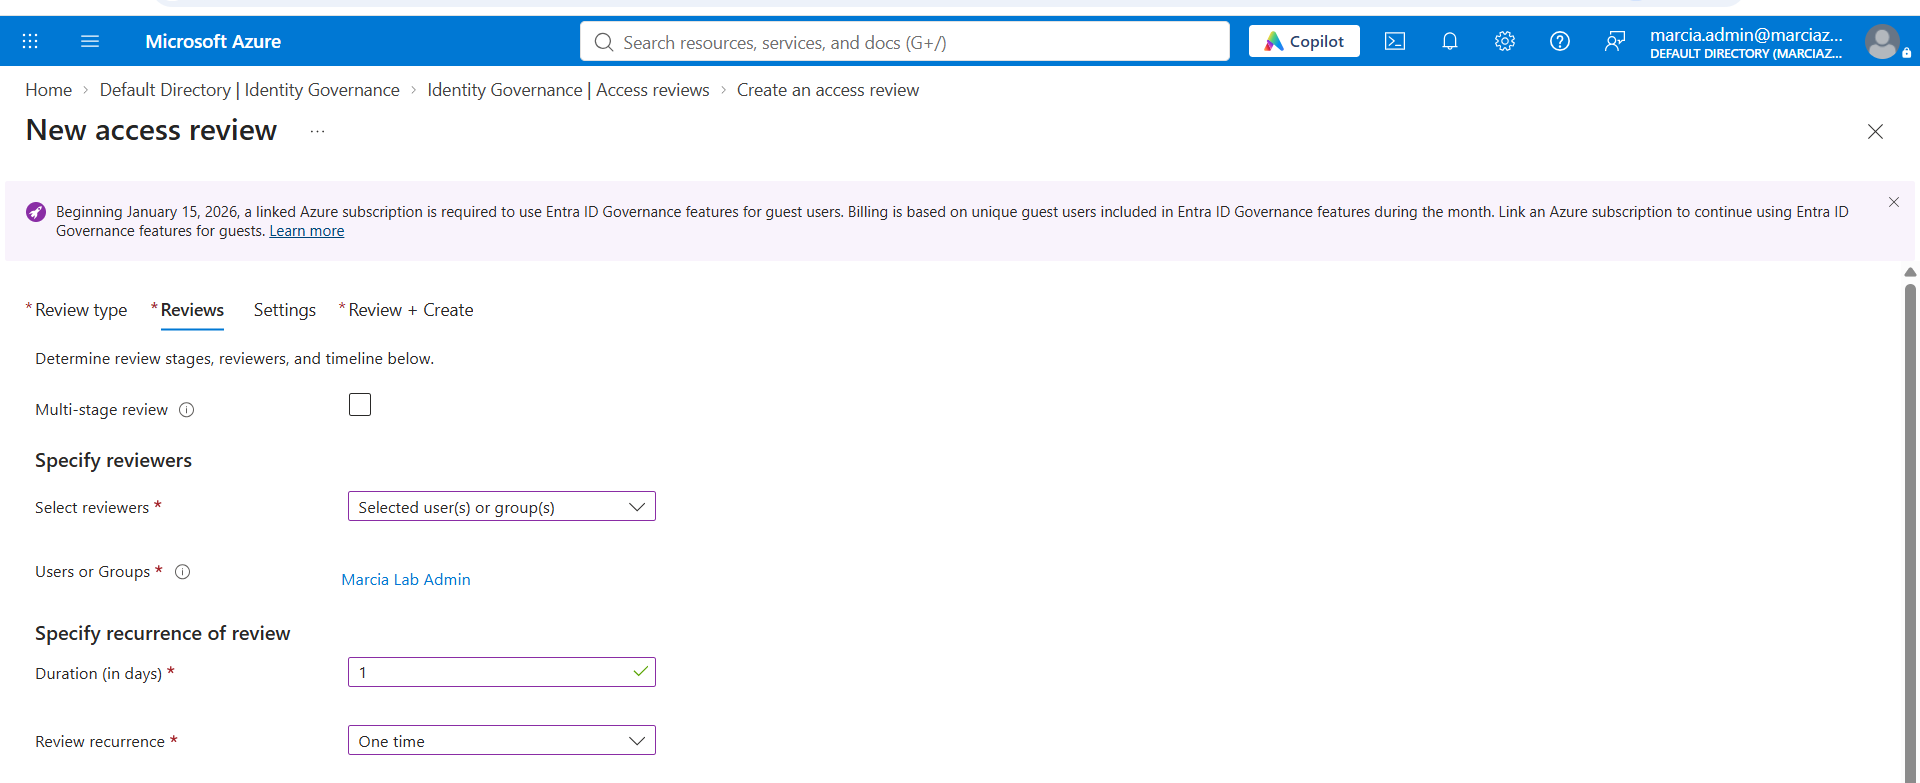 Microsoft Azure
Search resources, services, and docs (G+/)
Copilot
marcia.admin@marciaz...
DEFAULT DIRECTORY (MARCIAZ...
Home > Default Directory | Identity Governance > Identity Governance | Access reviews > Create an access review
New access review ...
Beginning January 15, 2026, a linked Azure subscription is required to use Entra ID Governance features for guest users. Billing is based on unique guest users included in Entra ID Governance features during the month. Link an Azure subscription to continue using Entra ID
Governance features for guests. Learn more
* Review type * Reviews Settings * Review + Create
Determine review stages, reviewers, and timeline below.
Multi-stage review
Specify reviewers
Select reviewers * Selected user(s) or group(s)
Users or Groups * Marcia Lab Admin
Specify recurrence of review
Duration (in days) * 1
Review recurrence * One time